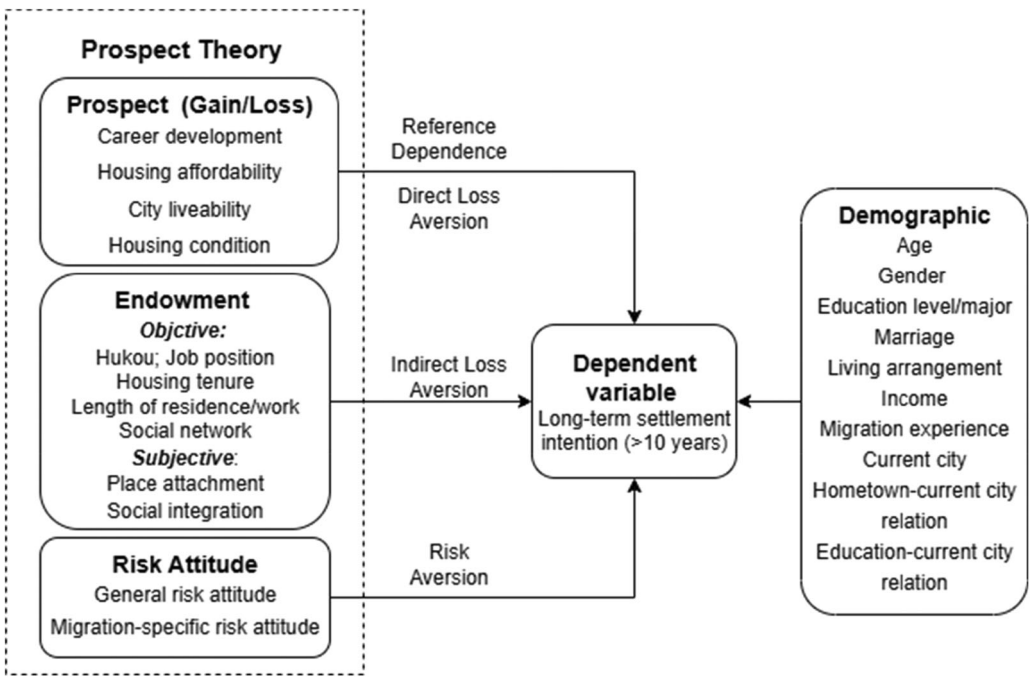 Prospect Theory
Prospect (Gain/Loss)
Career development
Housing affordability
City liveability
Housing condition
Endowment
Objctive:
Hukou; Job position
Housing tenure
Length of residence/work
Social network
Subjective:
Place attachment
Social integration
Risk Attitude
General risk attitude
Migration-specific risk attitude
Reference
Dependence
Direct Loss
Aversion
Indirect Loss
Aversion
Risk
Aversion
Dependent
variable
Long-term settlement
intention (>10 years)
Demographic
Age
Gender
Education level/major
Marriage
Living arrangement
Income
Migration experience
Current city
Hometown-current city
relation
Education-current city
relation